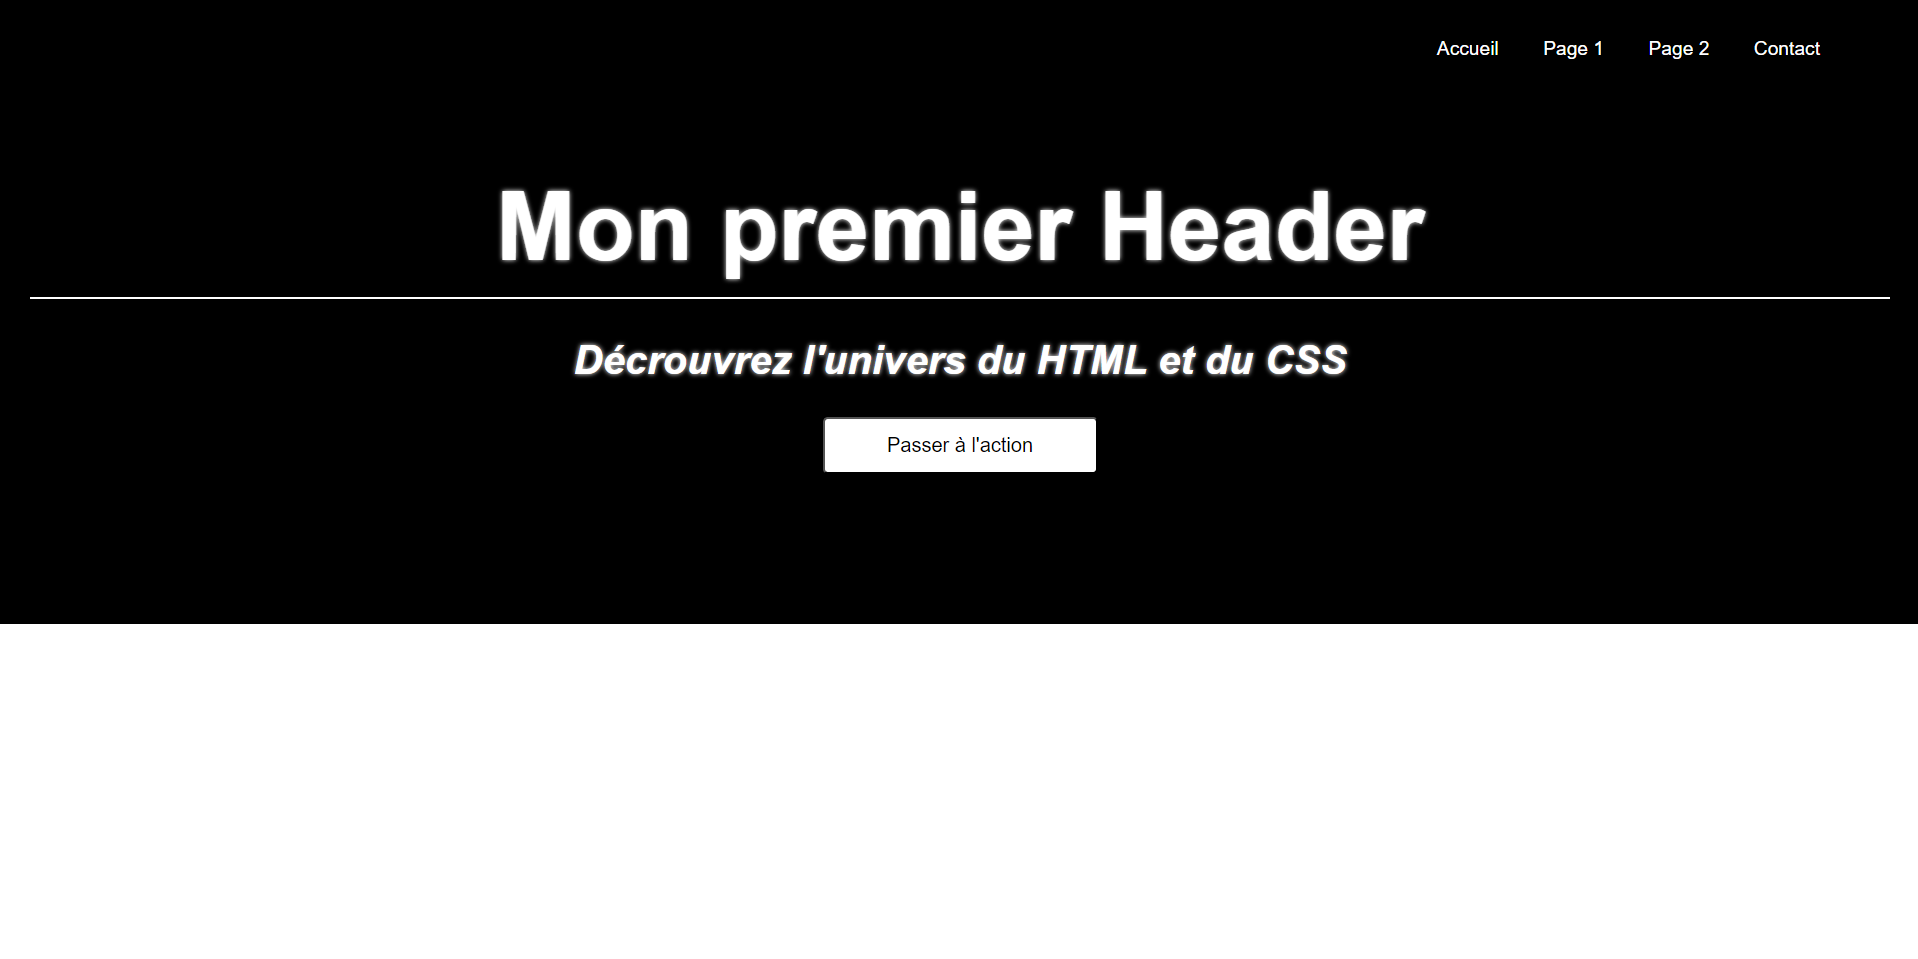 Accueil Page 1 Page 2 Contact
Mon premier Header
Décrouvrez l'univers du HTML et du CSS
Passer à l'action